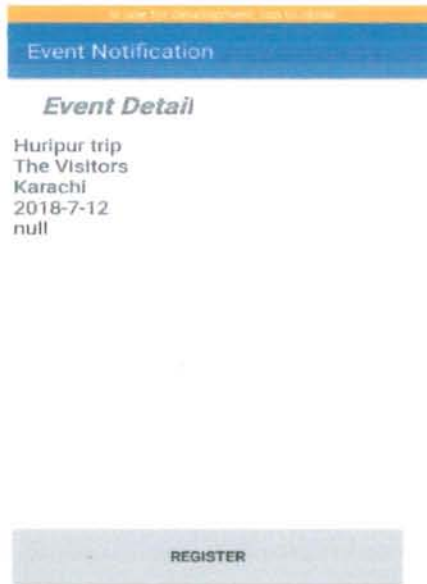 Event Notification
Event Detail
Huripur trip
The Visitors
Karachi
2018-7-12
null
REGISTER